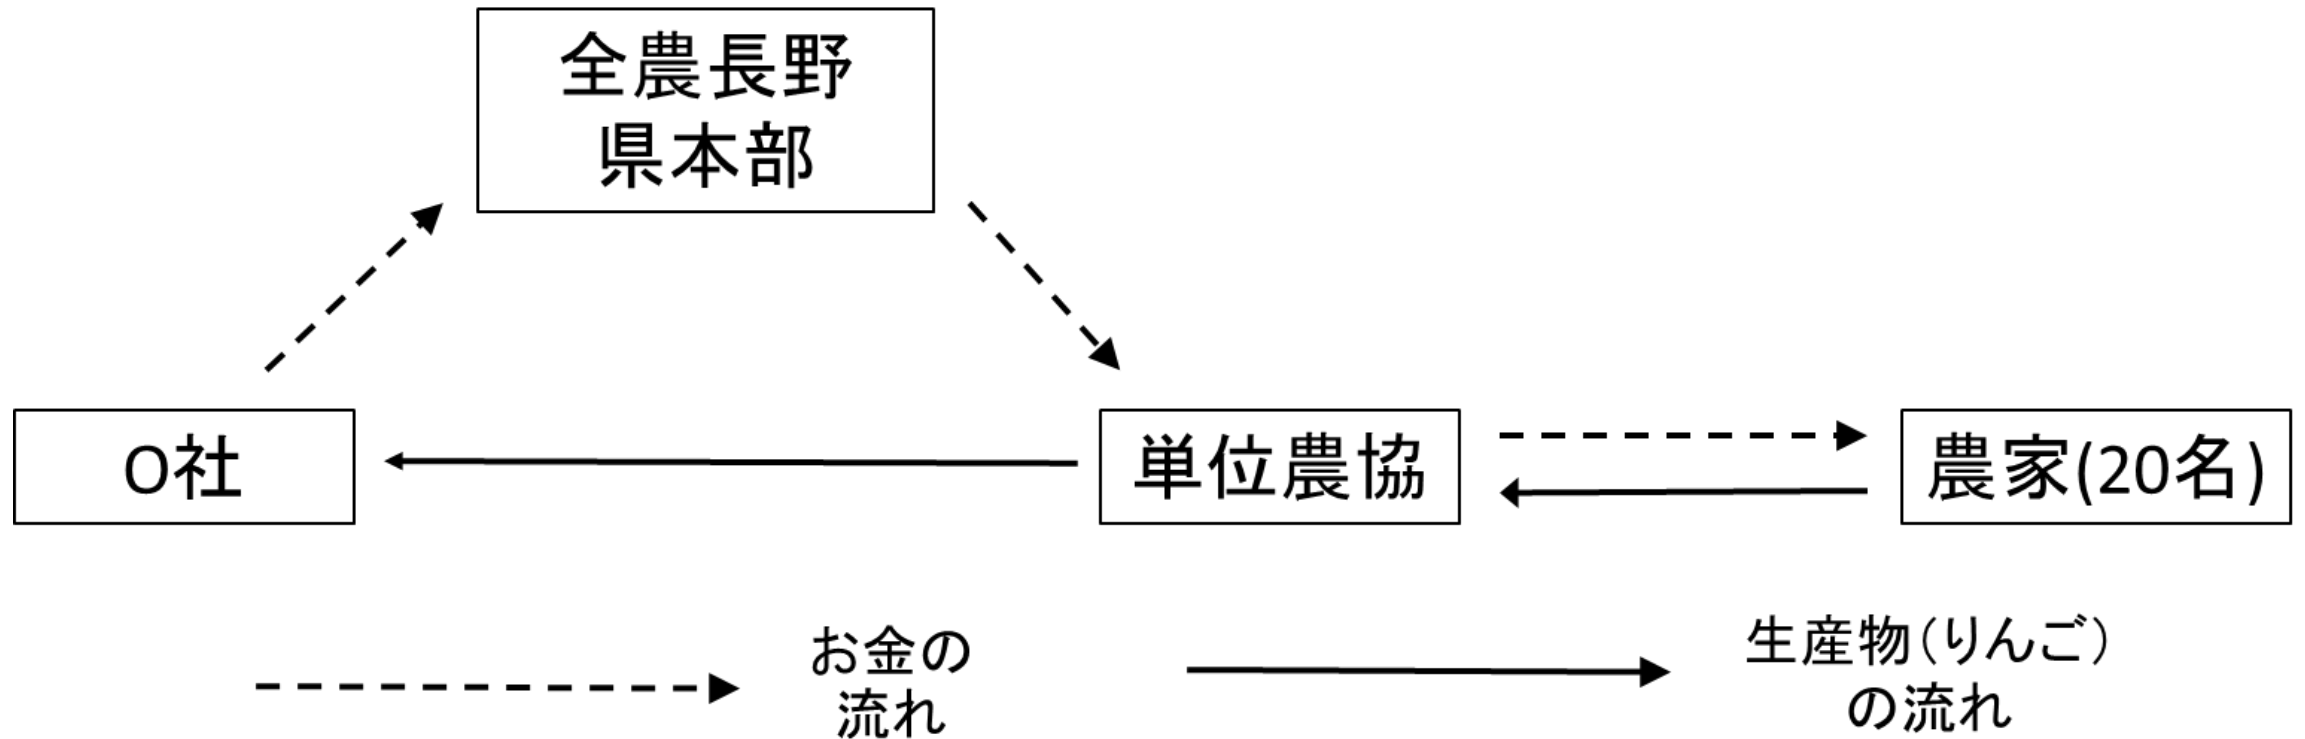 全農長野
県本部
O社
単位農協
農家(20名)
お金の
流れ
生産物(りんご)
の流れ